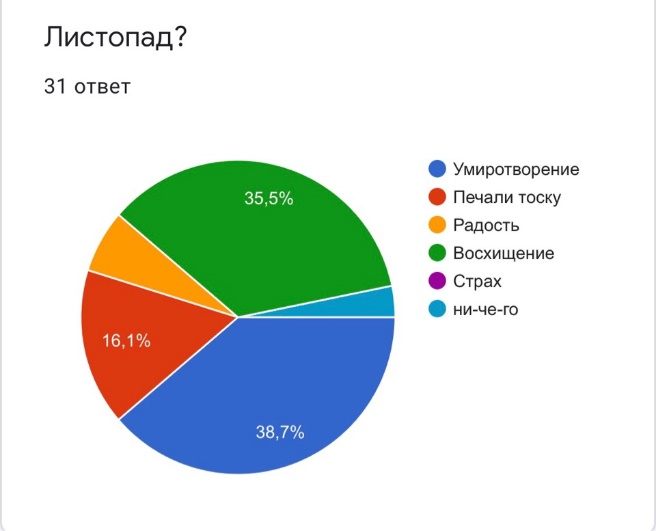 Листопад?
31 ответ
35,5%
16,1%
38,7%
Умиротворение
Печали тоску
Радость
Восхищение
Страх
ни-че-го